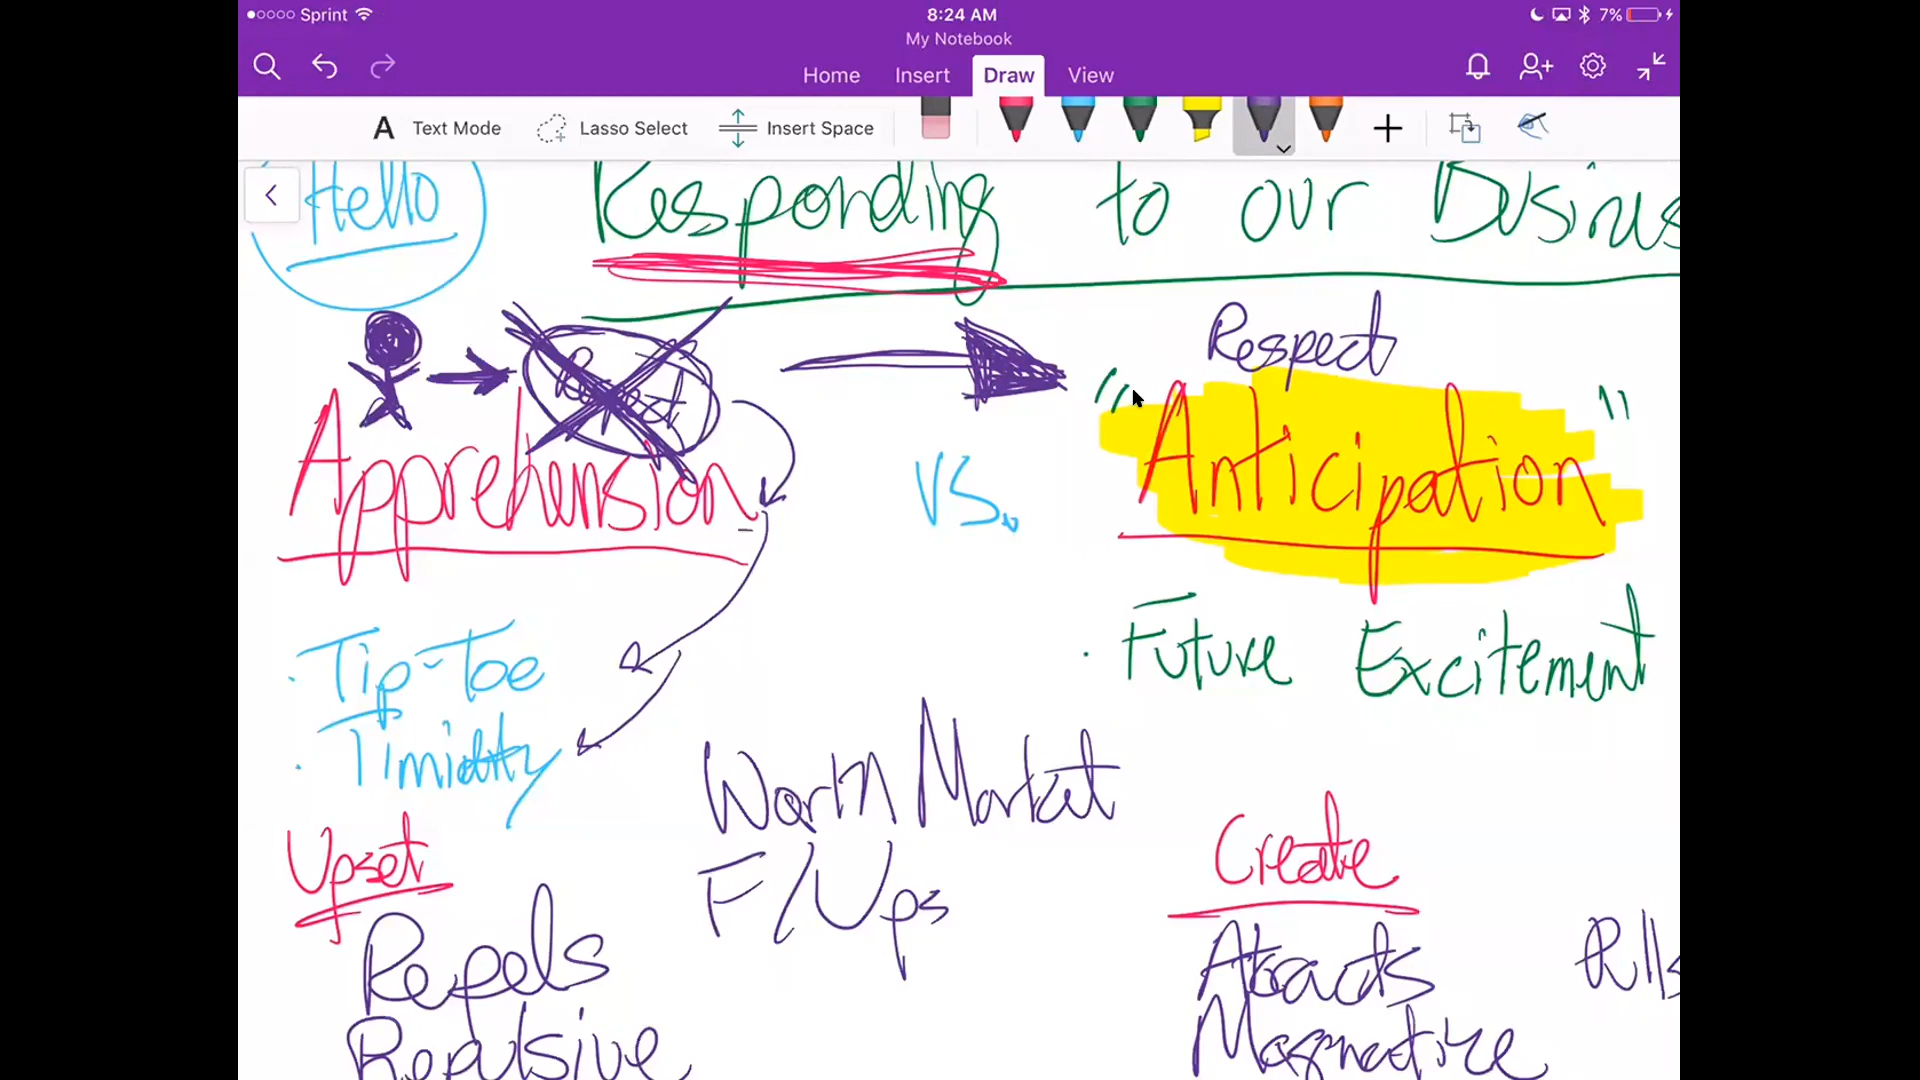 Sprint 8:24 AM 7%
My Notebook
Home Insert Draw View
A Text Mode Lasso Select Insert Space
Hello Responding to our Busines
Respect
Apprehension vs. "Anticipation"
· Tip-Toe · Future Excitement
· Timidity
Warm Market
Upset F/Ups Create
Repels Attracts Pulls
Repulsive Magnetize